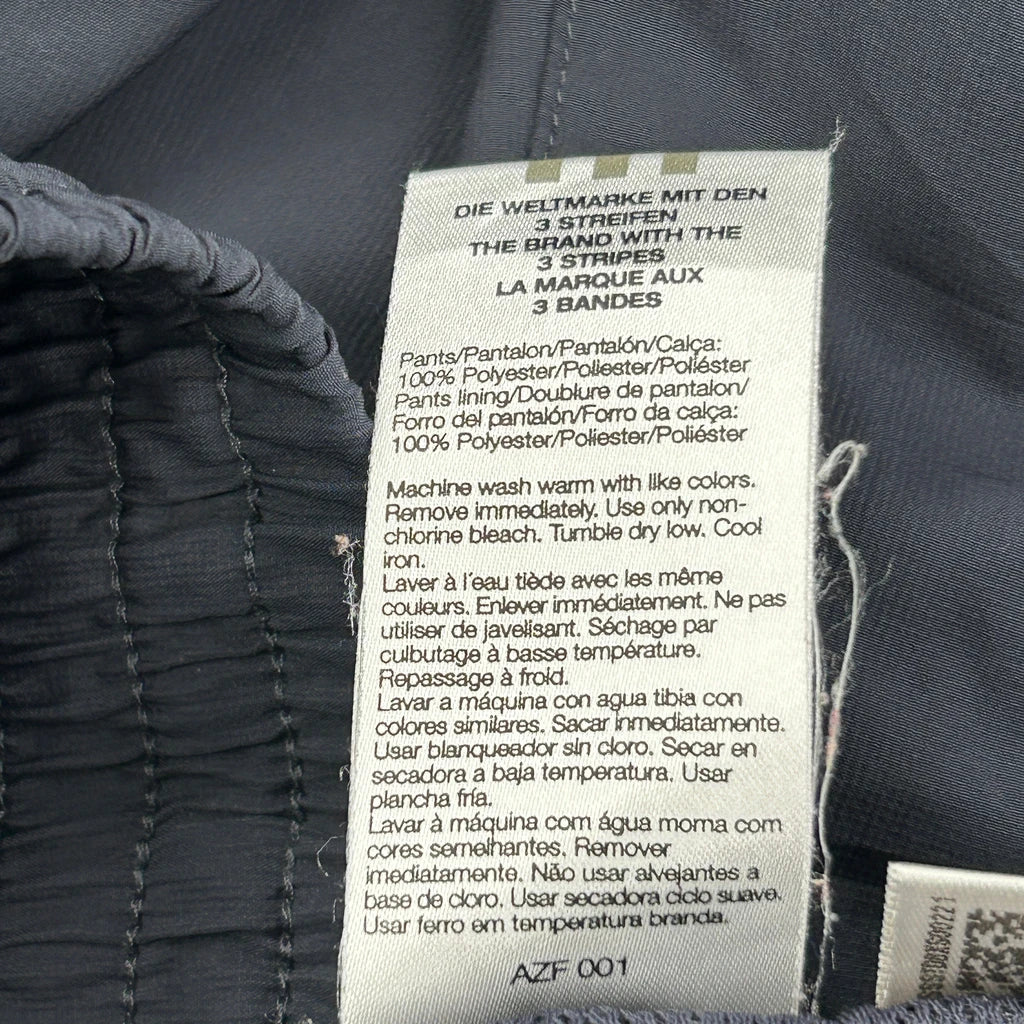 DIE WELTMARKE MIT DEN
3 STREIFEN
THE BRAND WITH THE
3 STRIPES
LA MARQUE AUX
3 BANDES
Pants/Pantalon/Pantalón/Calça:
100% Polyester/Poliester/Poliéster
Pants lining/Doublure de pantalon/
Forro del pantalón/Forro da calça:
100% Polyester/Poliester/Poliéster
Machine wash warm with like colors.
Remove immediately. Use only non-
chlorine bleach. Tumble dry low. Cool
iron.
Laver à l'eau tiède avec les même
couleurs. Enlever immédiatement. Ne pas
utiliser de javelisant. Séchage par
culbutage à basse température.
Repassage à froid.
Lavar a máquina con agua tibia con
colores similares. Sacar inmediatamente.
Usar blanqueador sin cloro. Secar en
secadora a baja temperatura. Usar
plancha fría.
Lavar à máquina com água morna com
cores semelhantes. Remover
imediatamente. Não usar alvejantes a
base de cloro. Usar secadora ciclo suave.
Usar ferro em temperatura branda.
AZF 001